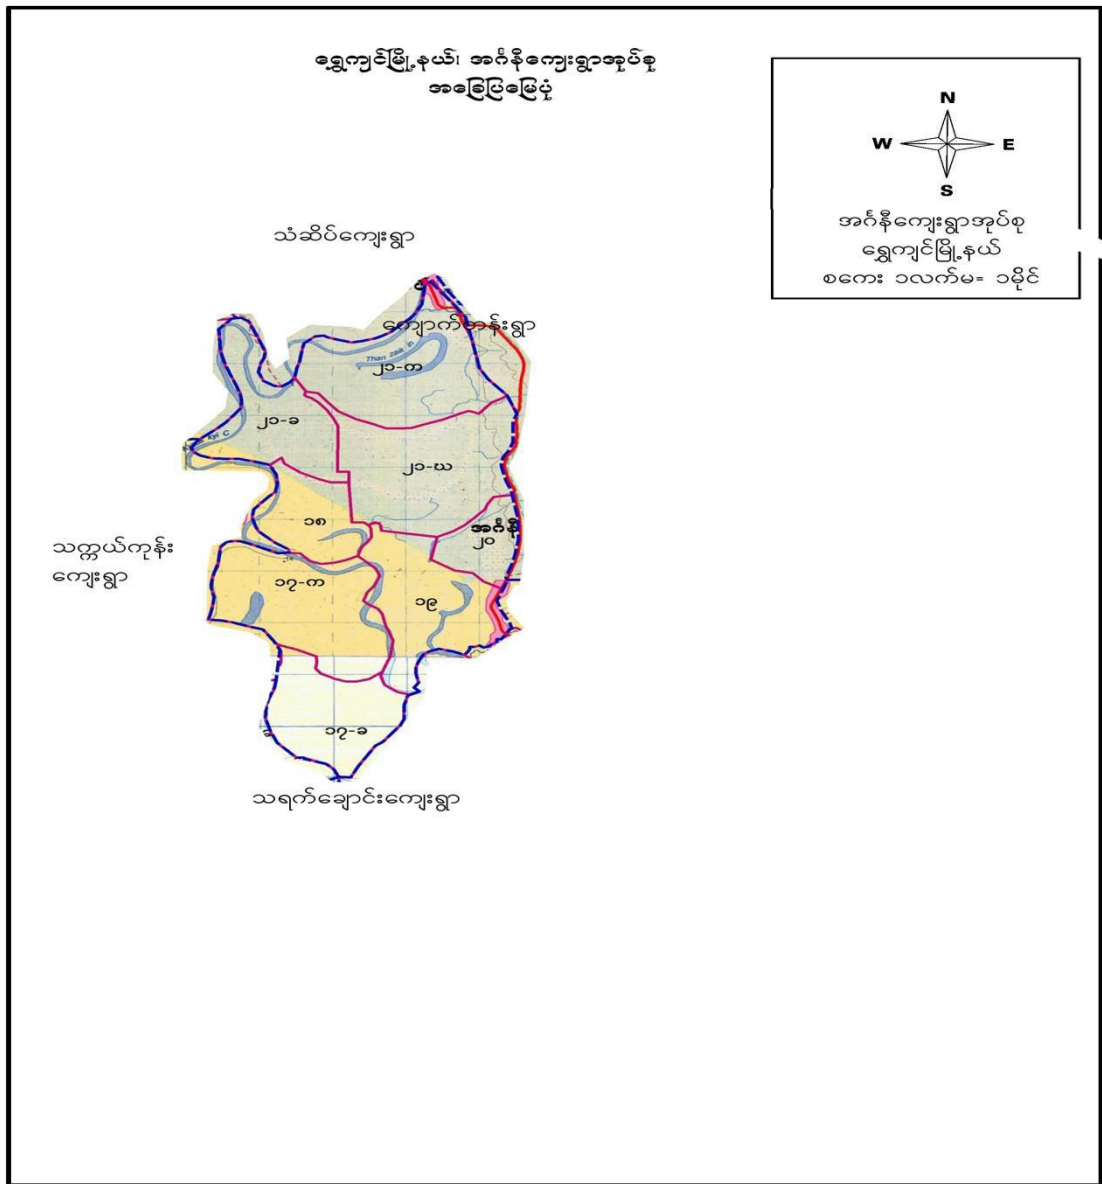 ရွှေကျင်မြို့နယ်၊ အင်္ဂနီကျေးရွာအုပ်စု
အခြေပြမြေပုံ
N
W E
S
အင်္ဂနီကျေးရွာအုပ်စု
ရွှေကျင်မြို့နယ်
စကေး ၁လက်မ= ၁မိုင်
သံဆိပ်ကျေးရွာ
ကျောက်တန်းရွာ
Than zaik in
၂၁-က
၂၁-ခ
၂၁-ဃ
၁၈
အင်္ဂနီ
၂၀
သက္ကယ်ကုန်း
ကျေးရွာ
၁၇-က
၁၉
၁၇-ခ
သရက်ချောင်းကျေးရွာ